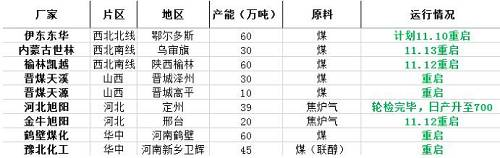 厂家 片区 地区 产能（万吨） 原料 运行情况
伊东东华 西北北线 鄂尔多斯 60 煤 计划11.10重启
内蒙古世林 西北南线 乌审旗 30 煤 11.13重启
榆林凯越 西北南线 陕西榆林 60 煤 11.12重启
晋煤天溪 山西 晋城泽州 30 煤 重启
晋煤天源 山西 晋城高平 10 煤 重启
河北旭阳 河北 定州 39 焦炉气 轮检完毕，日产升至700
金牛旭阳 河北 邢台 20 焦炉气 11.12重启
鹤壁煤化 华中 河南鹤壁 60 煤 重启
豫北化工 华中 河南新乡卫辉 45 煤（联醇） 重启